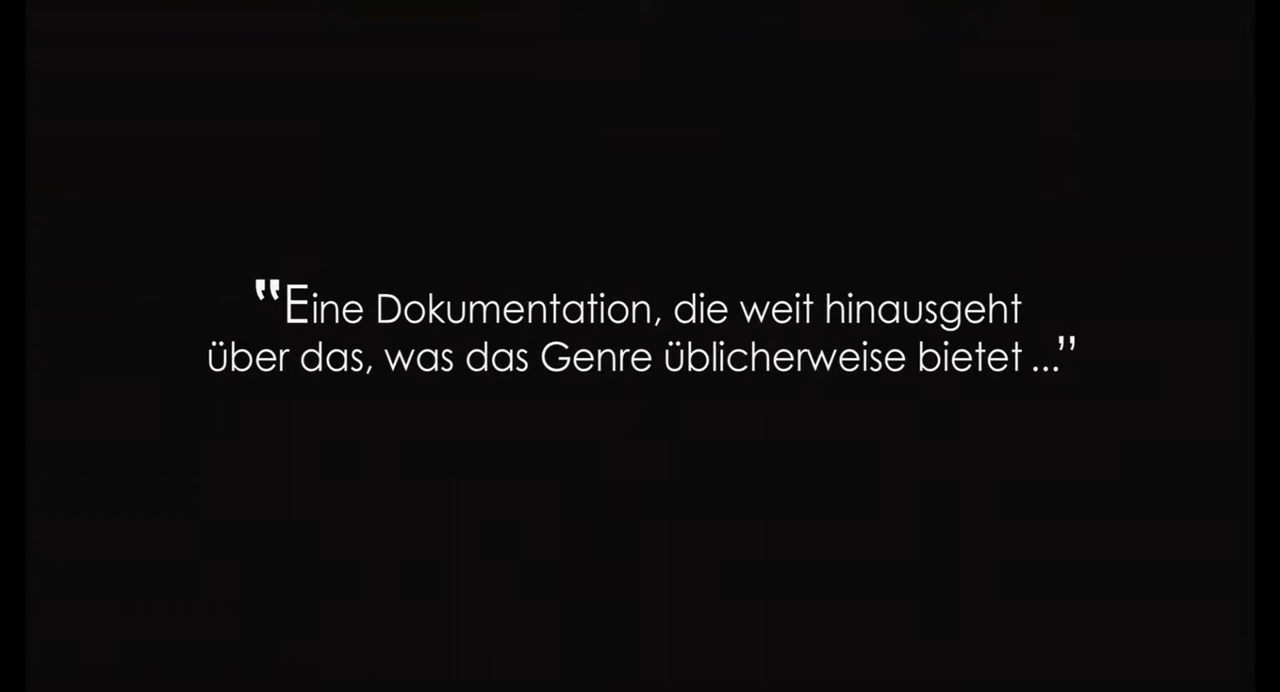 "Eine Dokumentation, die weit hinausgeht
über das, was das Genre üblicherweise bietet ...”